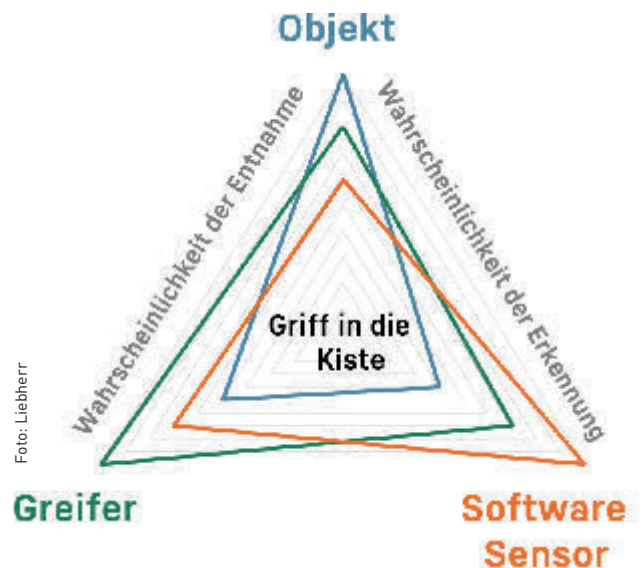 Objekt
Wahrscheinlichkeit der Entnahme
Wahrscheinlichkeit der Erkennung
Griff in die
Kiste
Foto: Liebherr
Greifer
Software
Sensor